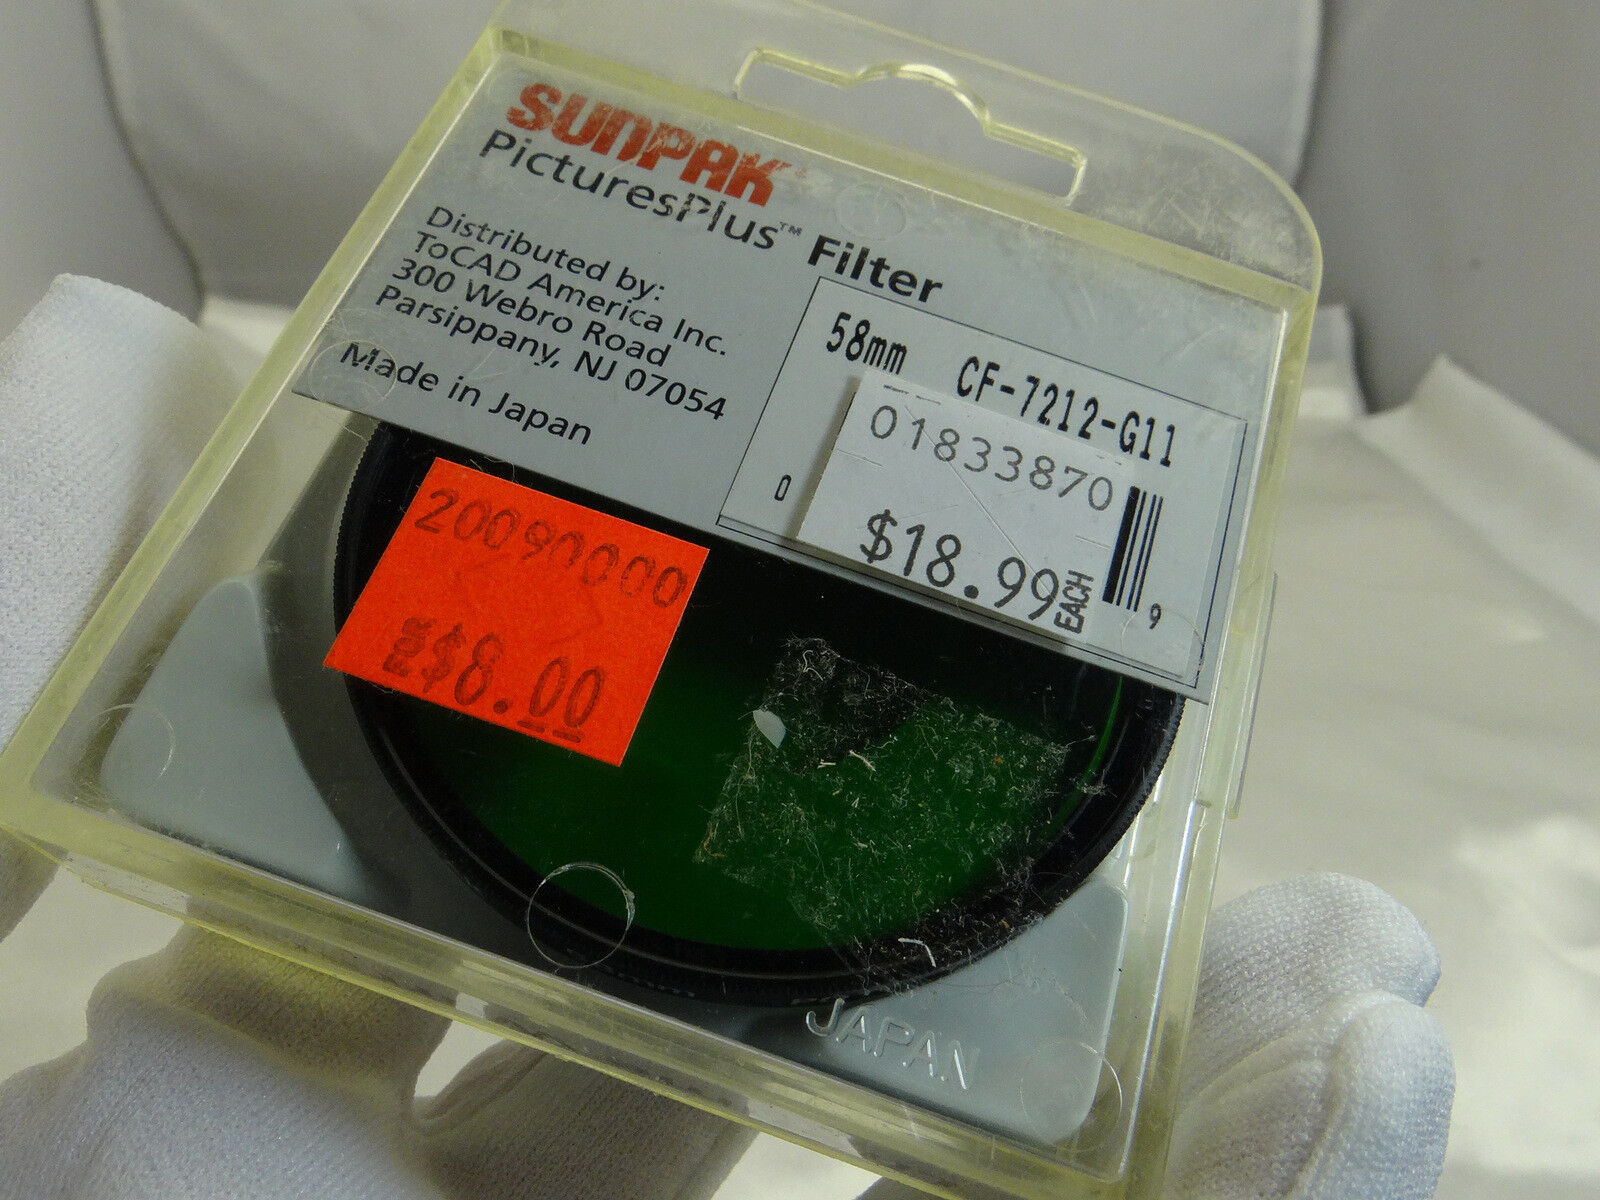 SUNPAK
PicturesPlus™ Filter
Distributed by:
ToCAD America Inc.
300 Webro Road
Parsippany, NJ 07054
Made in Japan
58mm CF-7212-G11
01833870
$18.99 EACH
0 9
20090000
$8.00
JAPAN